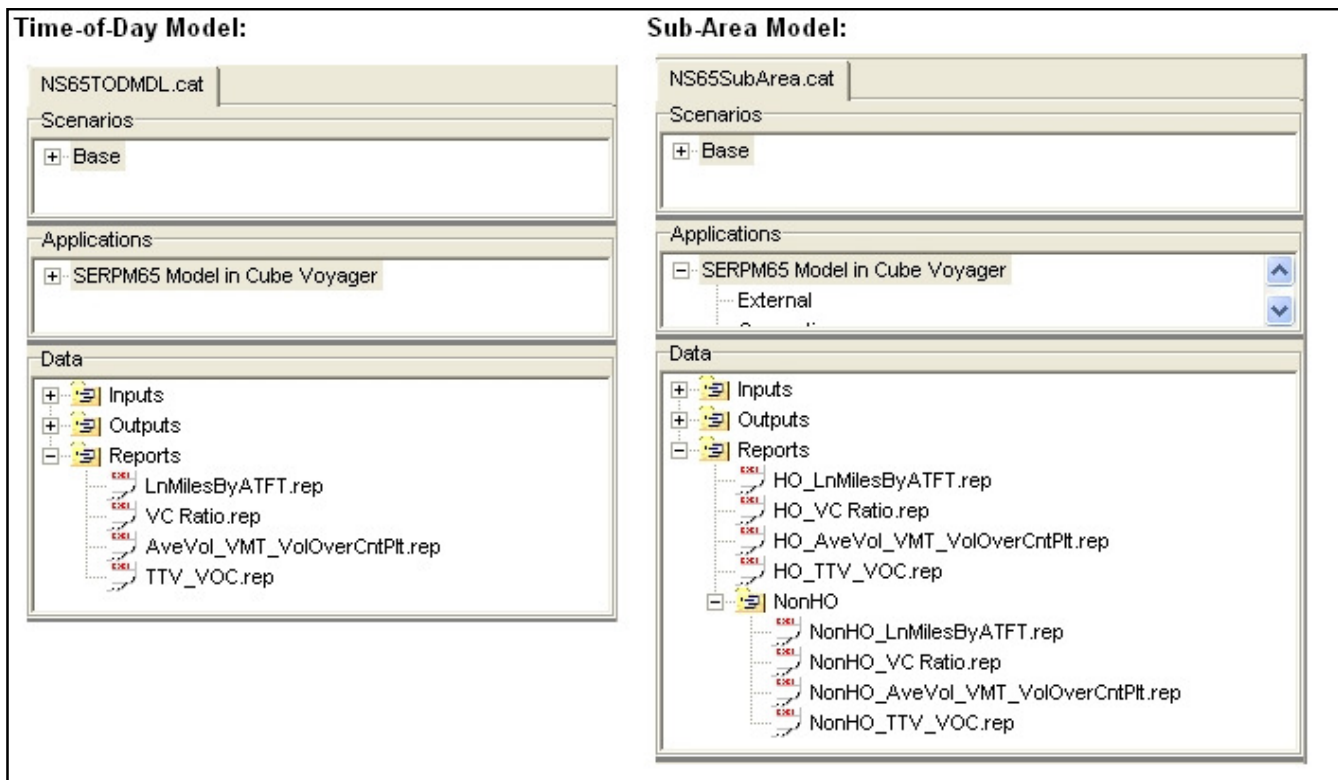 Time-of-Day Model:
NS65TODMDL.cat
Scenarios
Base
Applications
SERPM65 Model in Cube Voyager
Data
Inputs
Outputs
Reports
LnMilesByATFT.rep
VC Ratio.rep
AveVol_VMT_VolOverCntPlt.rep
TTV_VOC.rep
Sub-Area Model:
NS65SubArea.cat
Scenarios
Base
Applications
SERPM65 Model in Cube Voyager
External
Data
Inputs
Outputs
Reports
HO_LnMilesByATFT.rep
HO_VC Ratio.rep
HO_AveVol_VMT_VolOverCntPlt.rep
HO_TTV_VOC.rep
NonHO
NonHO_LnMilesByATFT.rep
NonHO_VC Ratio.rep
NonHO_AveVol_VMT_VolOverCntPlt.rep
NonHO_TTV_VOC.rep